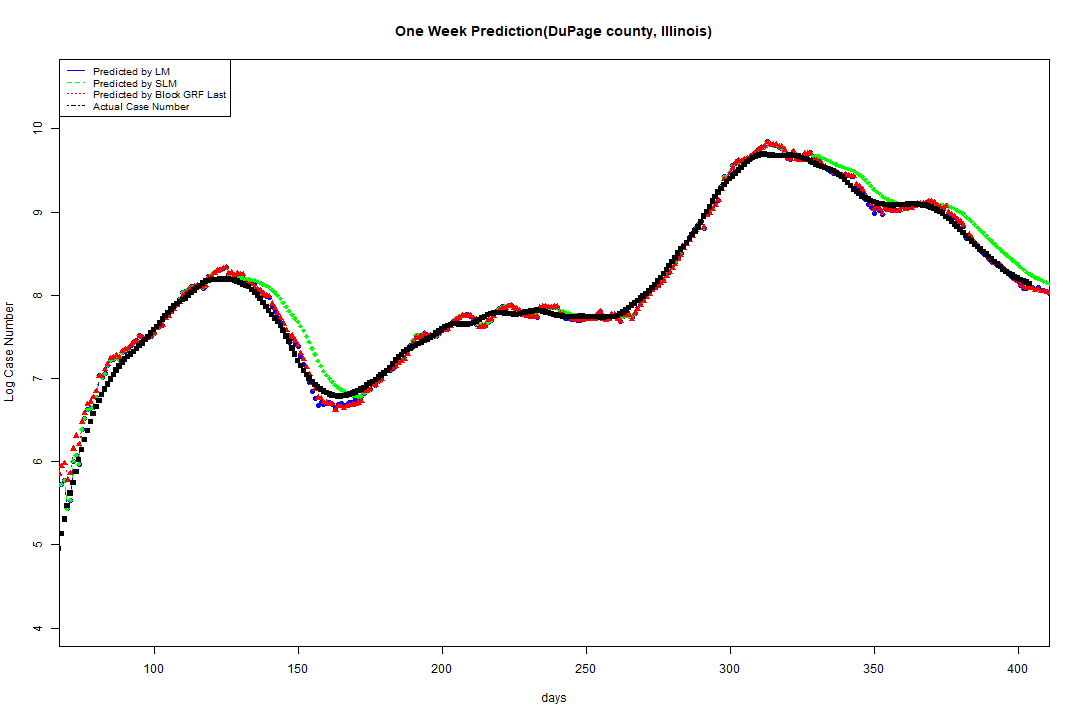 One Week Prediction(DuPage county, Illinois)
Predicted by LM
Predicted by SLM
Predicted by Block GRF Last
Actual Case Number
Log Case Number
10
9
8
7
6
5
4
100 150 200 250 300 350 400
days